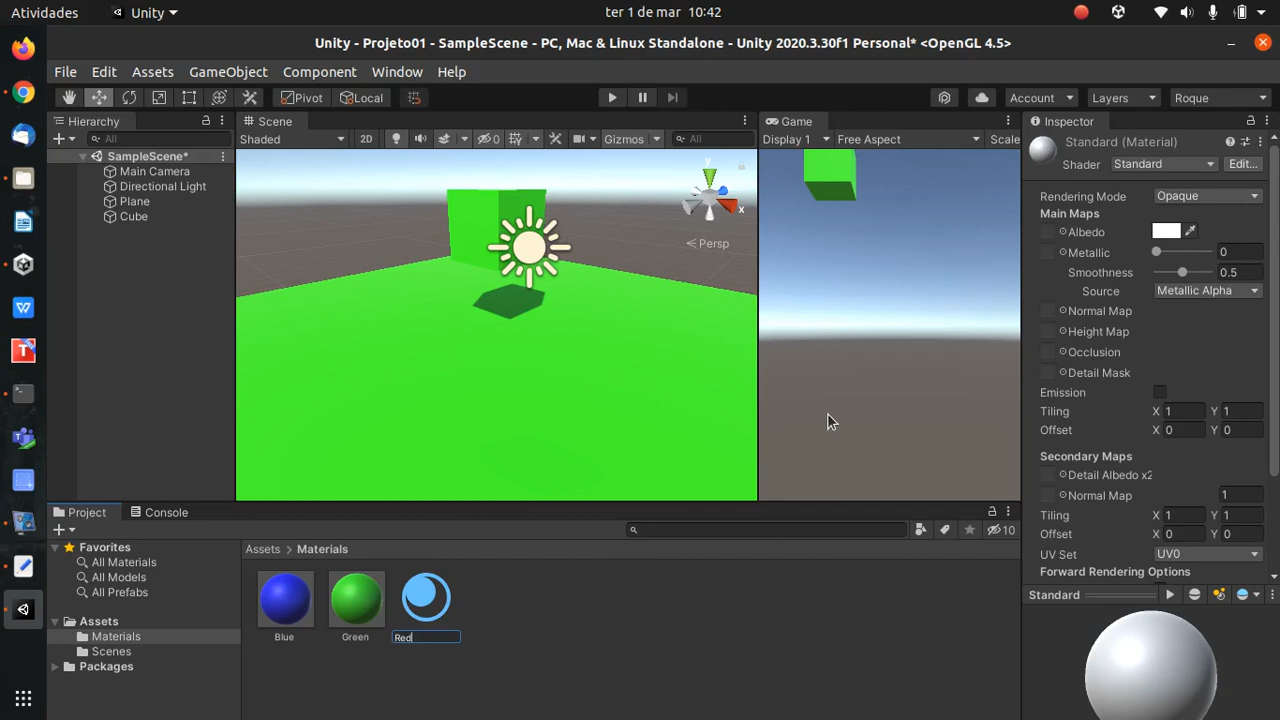 Atividades
Unity
ter 1 de mar 10:42
Unity - Projeto01 - SampleScene - PC, Mac & Linux Standalone - Unity 2020.3.30f1 Personal* <OpenGL 4.5>
File Edit Assets GameObject Component Window Help
Pivot Local
Account Layers Roque
Hierarchy
Scene
Game
Inspector
All
Shaded
2D
0
Gizmos
All
Display 1
Free Aspect
Scale
SampleScene*
Main Camera
Directional Light
Plane
Cube
y
x
Persp
Standard (Material)
Shader Standard Edit...
Rendering Mode Opaque
Main Maps
Albedo
Metallic 0
Smoothness 0.5
Source Metallic Alpha
Normal Map
Height Map
Occlusion
Detail Mask
Emission
Tiling X 1 Y 1
Offset X 0 Y 0
Secondary Maps
Detail Albedo x2
Normal Map 1
Tiling X 1 Y 1
Offset X 0 Y 0
UV Set UV0
Forward Rendering Options
Standard
Project
Console
10
Favorites
All Materials
All Models
All Prefabs
Assets
Materials
Scenes
Packages
Assets > Materials
Blue
Green
Red